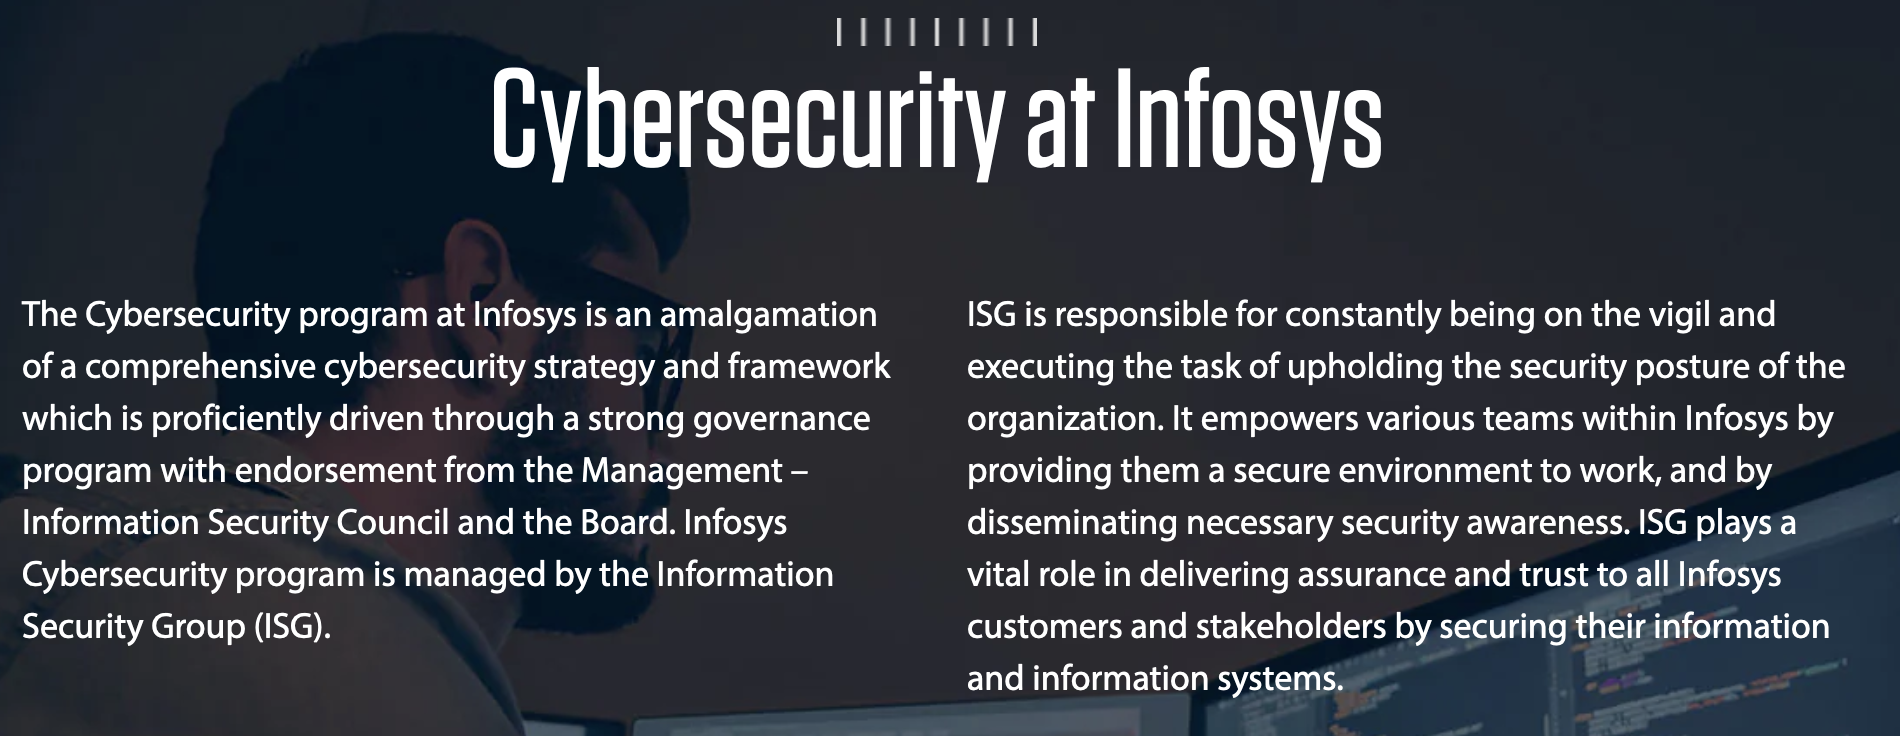 Cybersecurity at Infosys
The Cybersecurity program at Infosys is an amalgamation
of a comprehensive cybersecurity strategy and framework
which is proficiently driven through a strong governance
program with endorsement from the Management –
Information Security Council and the Board. Infosys
Cybersecurity program is managed by the Information
Security Group (ISG).
ISG is responsible for constantly being on the vigil and
executing the task of upholding the security posture of the
organization. It empowers various teams within Infosys by
providing them a secure environment to work, and by
disseminating necessary security awareness. ISG plays a
vital role in delivering assurance and trust to all Infosys
customers and stakeholders by securing their information
and information systems.